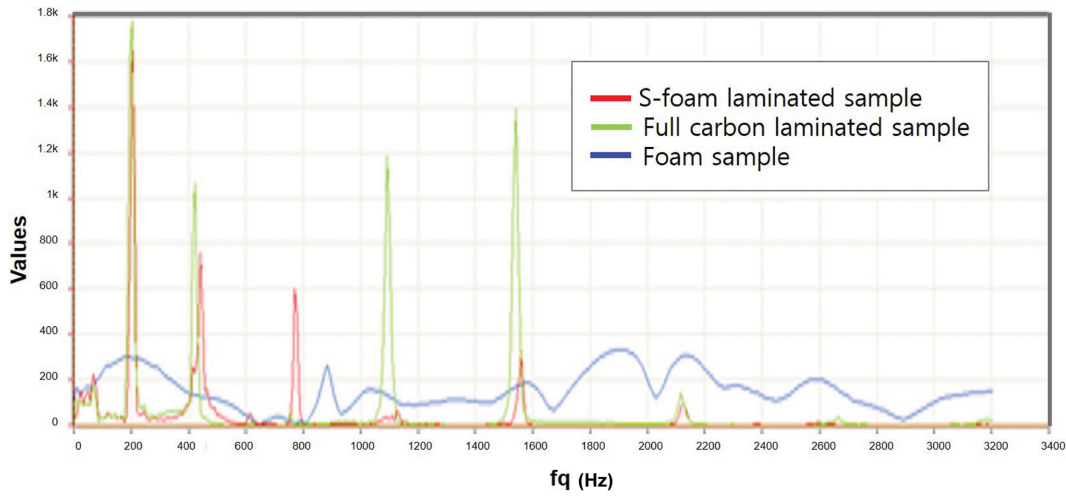 1.8k
1.6k
1.4k
1.2k
1k
800
600
400
200
0
Values
S-foam laminated sample
Full carbon laminated sample
Foam sample
0 200 400 600 800 1000 1200 1400 1600 1800 2000 2200 2400 2600 2800 3000 3200 3400
fq (Hz)